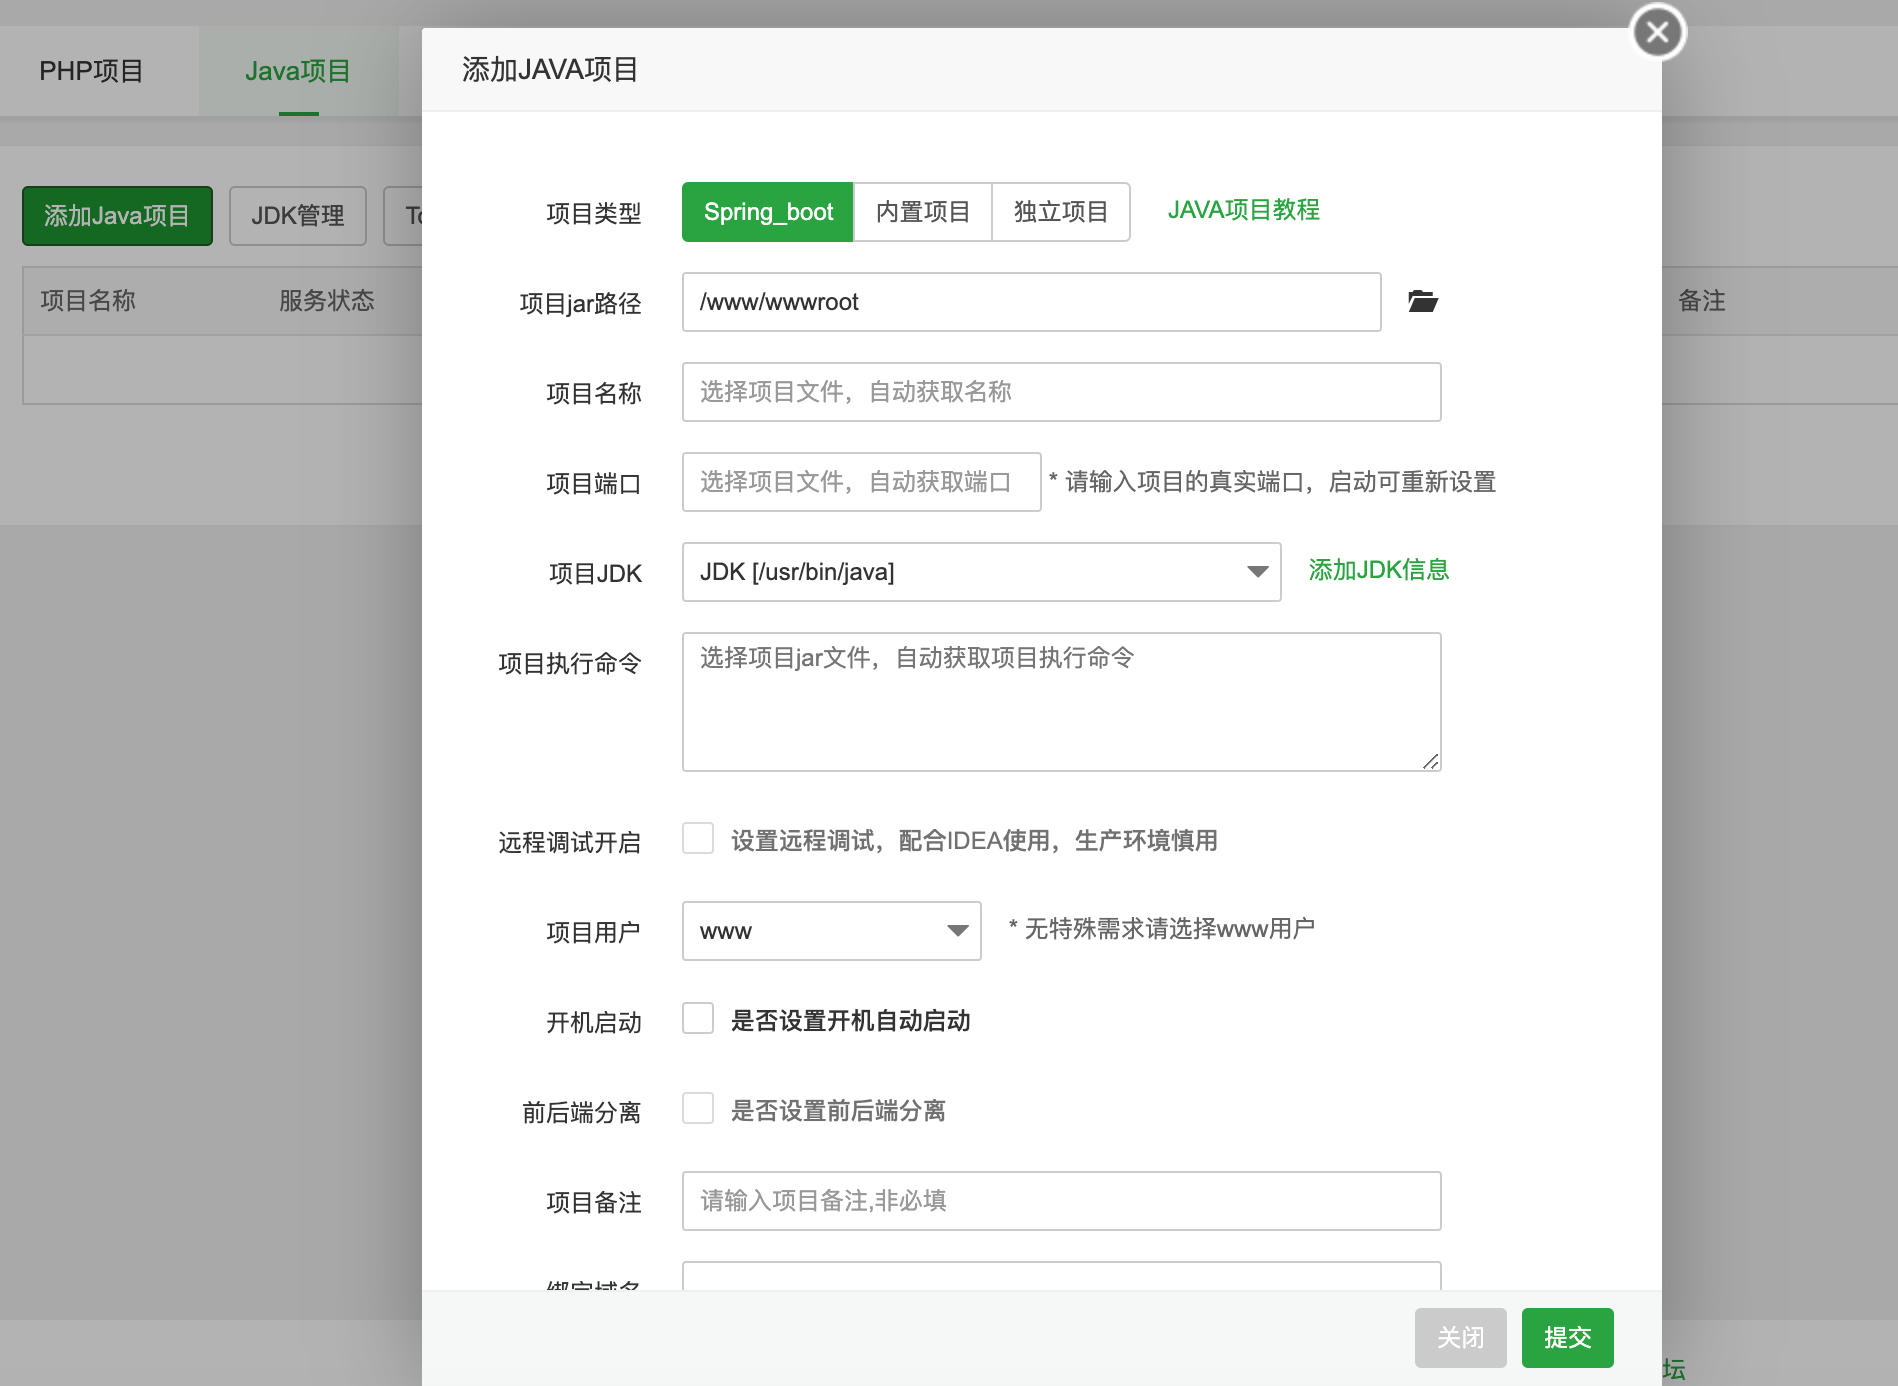 PHP项目
Java项目
添加JAVA项目
添加Java项目
JDK管理
项目名称
服务状态
备注
项目类型
Spring_boot
内置项目
独立项目
JAVA项目教程
项目jar路径
/www/wwwroot
项目名称
选择项目文件，自动获取名称
项目端口
选择项目文件，自动获取端口
* 请输入项目的真实端口，启动可重新设置
项目JDK
JDK [/usr/bin/java]
添加JDK信息
项目执行命令
选择项目jar文件，自动获取项目执行命令
远程调试开启
设置远程调试，配合IDEA使用，生产环境慎用
项目用户
www
* 无特殊需求请选择www用户
开机启动
是否设置开机自动启动
前后端分离
是否设置前后端分离
项目备注
请输入项目备注,非必填
关闭
提交
坛